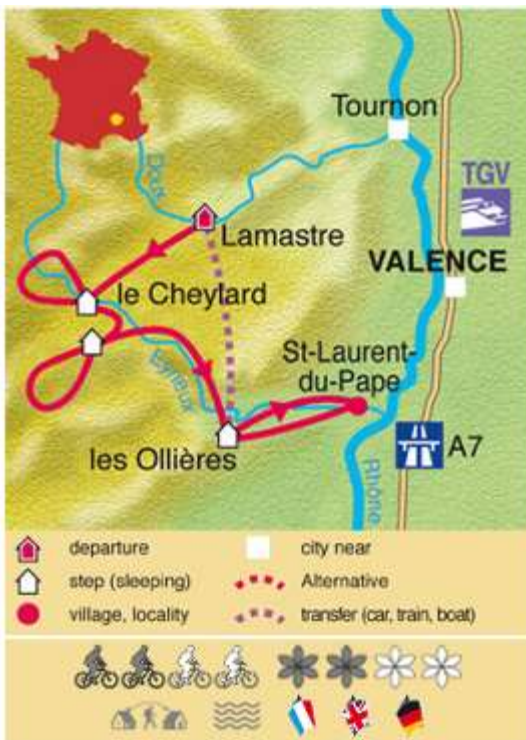 Tournon
Doux
TGV
Lamastre
VALENCE
le Cheylard
St-Laurent-
du-Pape
Eyrieux
les Ollières
A7
Rhône
departure
city near
step (sleeping)
Alternative
village, locality
transfer (car, train, boat)